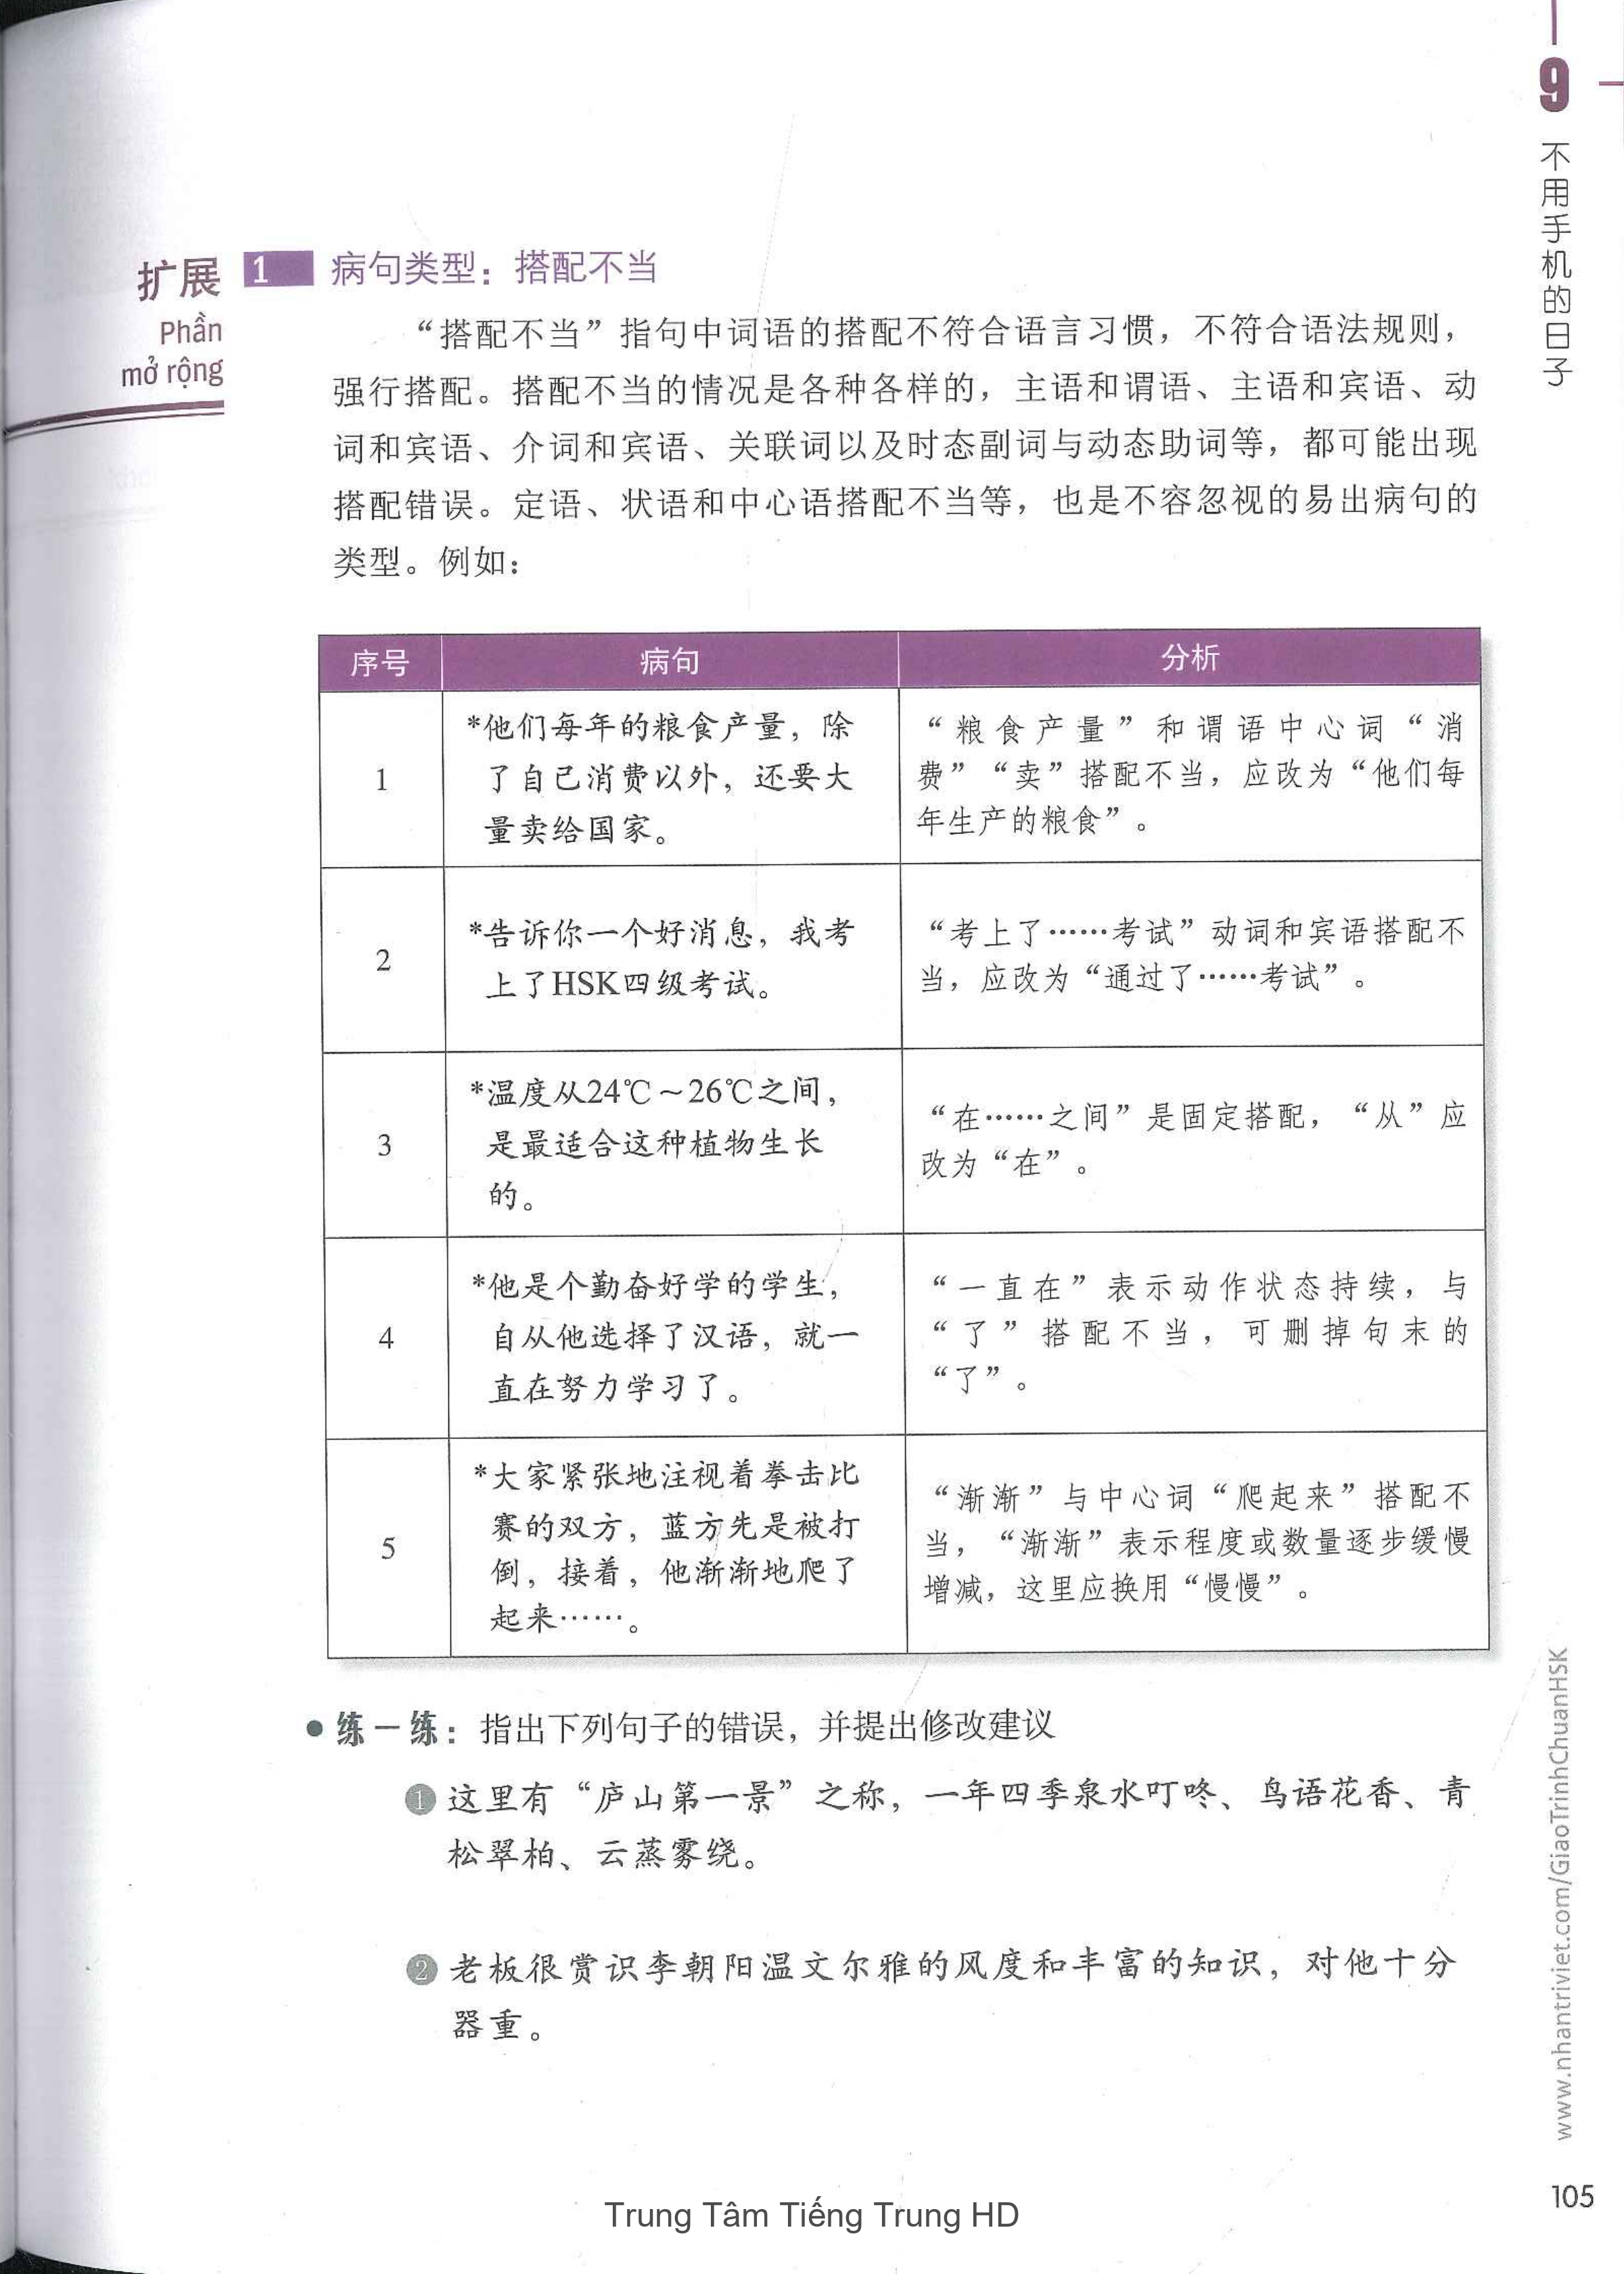 9
不用手机的日子
扩展
Phần
mở rộng
1 病句类型：搭配不当
“搭配不当”指句中词语的搭配不符合语言习惯，不符合语法规则，
强行搭配。搭配不当的情况是各种各样的，主语和谓语、主语和宾语、动
词和宾语、介词和宾语、关联词以及时态副词与动态助词等，都可能出现
搭配错误。定语、状语和中心语搭配不当等，也是不容忽视的易出病句的
类型。例如：
序号 病句 分析
1
*他们每年的粮食产量，除
了自己消费以外，还要大
量卖给国家。
“粮食产量”和谓语中心词“消
费”“卖”搭配不当，应改为“他们每
年生产的粮食”。
2
*告诉你一个好消息，我考
上了HSK四级考试。
“考上了……考试”动词和宾语搭配不
当，应改为“通过了……考试”。
3
*温度从24℃～26℃之间，
是最适合这种植物生长
的。
“在……之间”是固定搭配，“从”应
改为“在”。
4
*他是个勤奋好学的学生，
自从他选择了汉语，就一
直在努力学习了。
“一直在”表示动作状态持续，与
“了”搭配不当，可删掉句末的
“了”。
5
*大家紧张地注视着拳击比
赛的双方，蓝方先是被打
倒，接着，他渐渐地爬了
起来……。
“渐渐”与中心词“爬起来”搭配不
当，“渐渐”表示程度或数量逐步缓慢
增减，这里应换用“慢慢”。
● 练一练：指出下列句子的错误，并提出修改建议
❶ 这里有“庐山第一景”之称，一年四季泉水叮咚、鸟语花香、青
松翠柏、云蒸雾绕。
❷ 老板很赏识李朝阳温文尔雅的风度和丰富的知识，对他十分
器重。
www.nhantriviet.com/GiaoTrinhChuanHSK
105
Trung Tâm Tiếng Trung HD